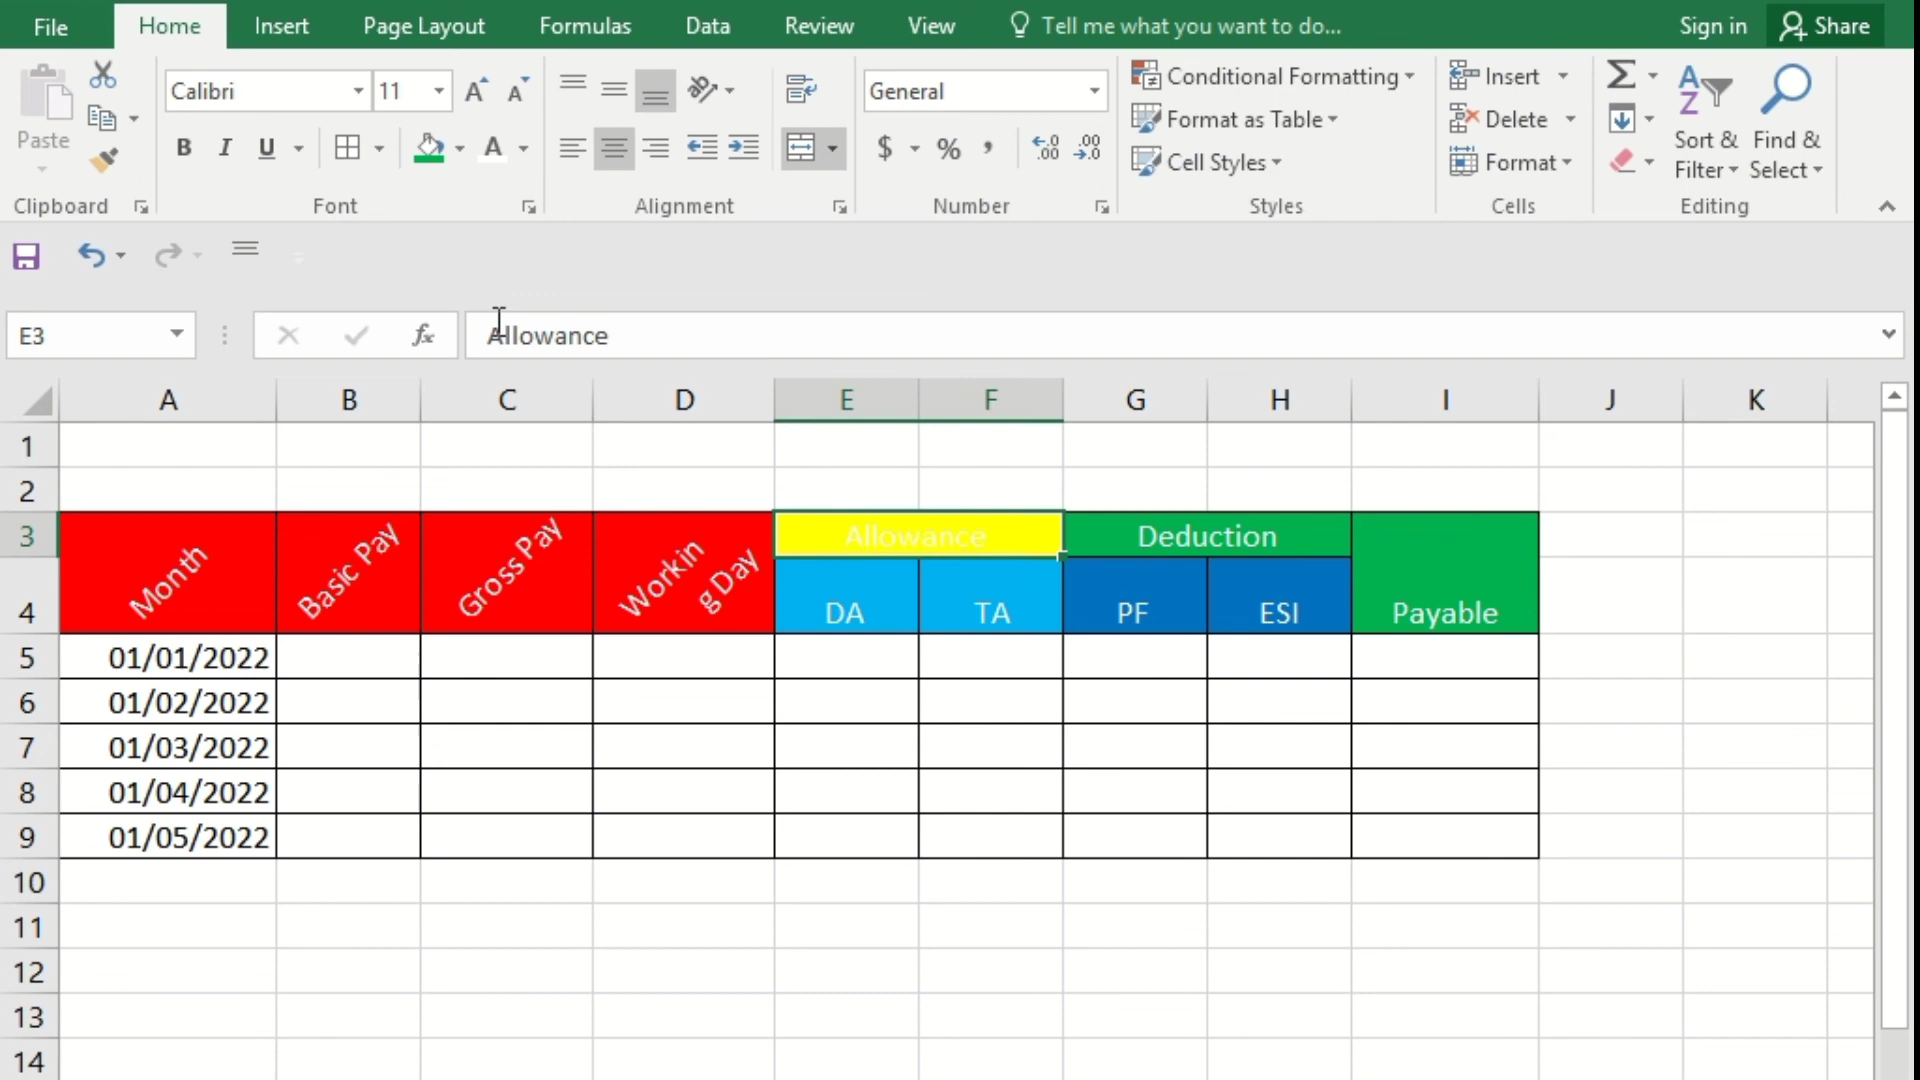 File Home Insert Page Layout Formulas Data Review View Tell me what you want to do... Sign in Share
Paste
Clipboard
Calibri 11
B I U A
Font
Alignment
General
$ % , .00 .0
Number
Conditional Formatting
Format as Table
Cell Styles
Styles
Insert
Delete
Format
Cells
Sort & Filter
Find & Select
Editing
E3 fx Allowance
A B C D E F G H I J K
1
2
3 Month Basic Pay Gross Pay Workin g Day Allowance Deduction
4 DA TA PF ESI Payable
5 01/01/2022
6 01/02/2022
7 01/03/2022
8 01/04/2022
9 01/05/2022
10
11
12
13
14